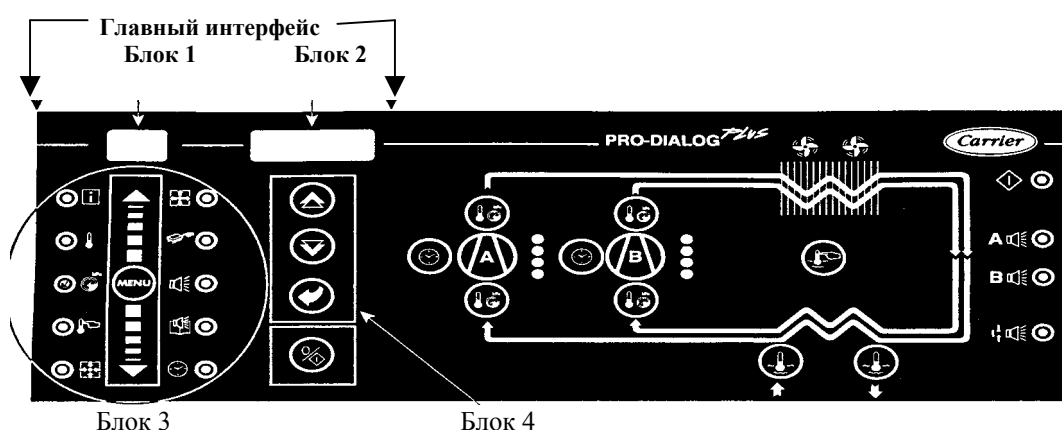 Главный интерфейс
Блок 1 Блок 2
PRO-DIALOG Plus
Carrier
A
B
A
B
MENU
Блок 3 Блок 4